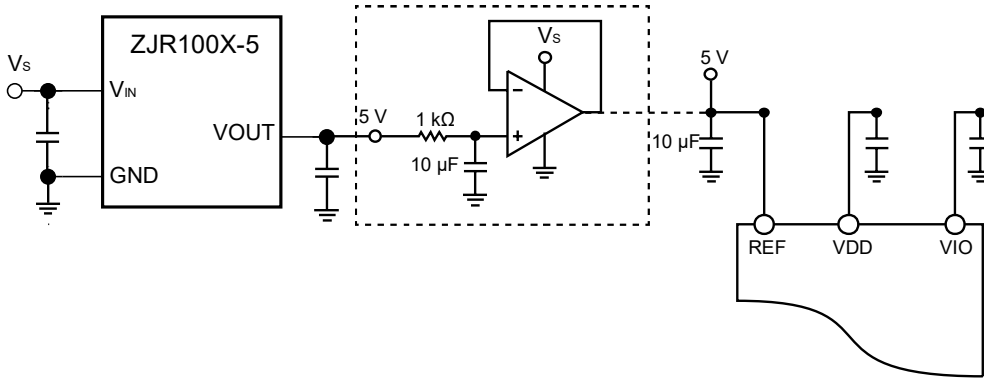 ZJR100X-5
VS
VIN
VOUT
GND
5 V
1 kΩ
10 µF
VS
5 V
10 µF
REF
VDD
VIO